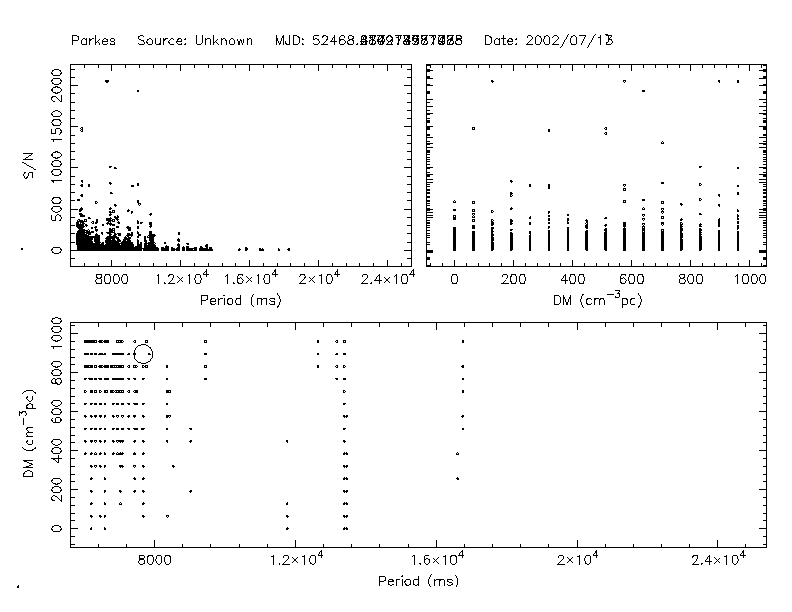 Parkes Source: Unknown MJD: Date: 2002/07/
S/N
2000
1500
1000
500
0
8000 1.2×10⁴ 1.6×10⁴ 2×10⁴ 2.4×10⁴
Period (ms)
0 200 400 600 800 1000
DM (cm⁻³pc)
DM (cm⁻³pc)
1000
800
600
400
200
0
8000 1.2×10⁴ 1.6×10⁴ 2×10⁴ 2.4×10⁴
Period (ms)